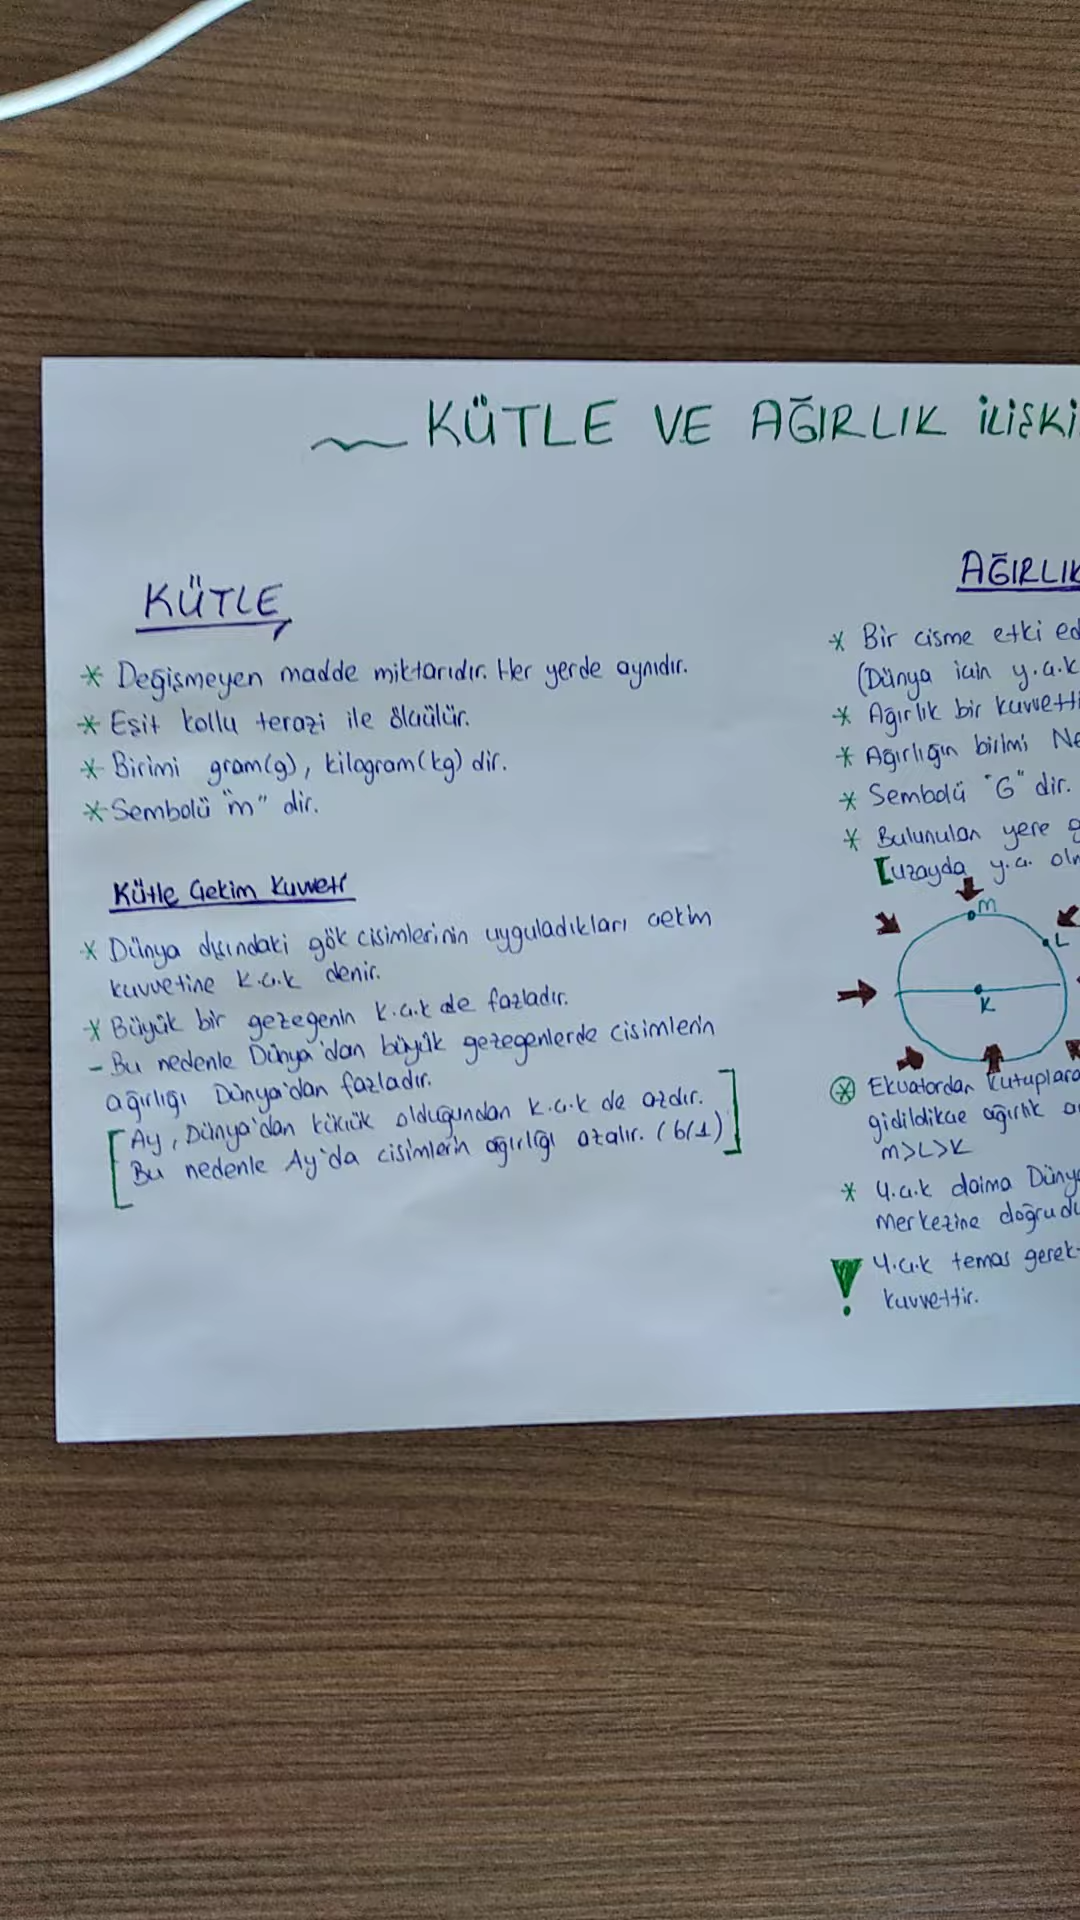 KÜTLE VE AĞIRLIK İLİŞKİ
KÜTLE
* Değişmeyen madde miktarıdır. Her yerde aynıdır.
* Eşit kollu terazi ile ölçülür.
* Birimi gram(g), kilogram(kg) dir.
* Sembolü "m" dir.
Kütle Çekim Kuvveti
* Dünya dışındaki gök cisimlerinin uyguladıkları çekim
kuvvetine K.ç.k denir.
* Büyük bir gezegenin K.ç.k de fazladır.
- Bu nedenle Dünya'dan büyük gezegenlerde cisimlerin
ağırlığı Dünya'dan fazladır.
[Ay, Dünya'dan küçük olduğundan K.ç.k de azdır.
Bu nedenle Ay'da cisimlerin ağırlığı azalır. (6/1)]
AĞIRLIK
* Bir cisme etki ed
(Dünya için y.ç.k
* Ağırlık bir kuvvetti
* Ağırlığın birimi Ne
* Sembolü "G" dir.
* Bulunulan yere g
[uzayda y.ç. olm
m
L
K
* Ekvatordan kutuplara
gidildikçe ağırlık ar
m>L>K
* Y.ç.k daima Dünya
merkezine doğrudu
! Y.ç.k temas gerek-
kuvvettir.